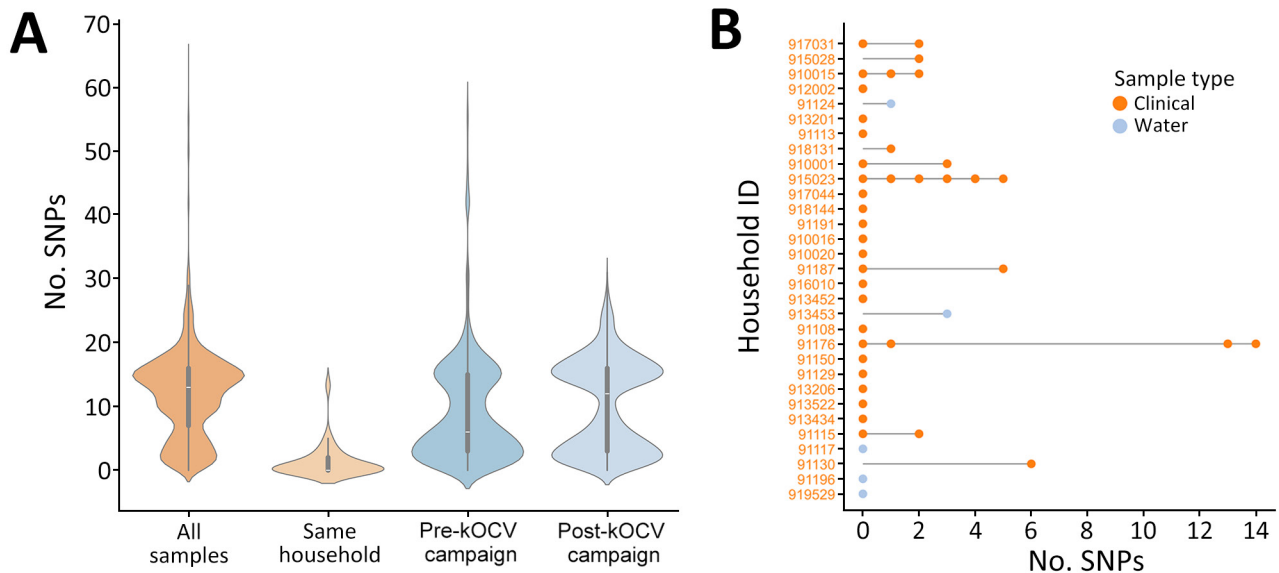 A
No. SNPs
70
60
50
40
30
20
10
0
All
samples
Same
household
Pre-kOCV
campaign
Post-kOCV
campaign
B
Household ID
917031
915028
910015
912002
91124
913201
91113
918131
910001
915023
917044
918144
91191
910016
910020
91187
916010
913452
913453
91108
91176
91150
91129
913206
913522
913434
91115
91117
91130
91196
919529
Sample type
Clinical
Water
0 2 4 6 8 10 12 14
No. SNPs